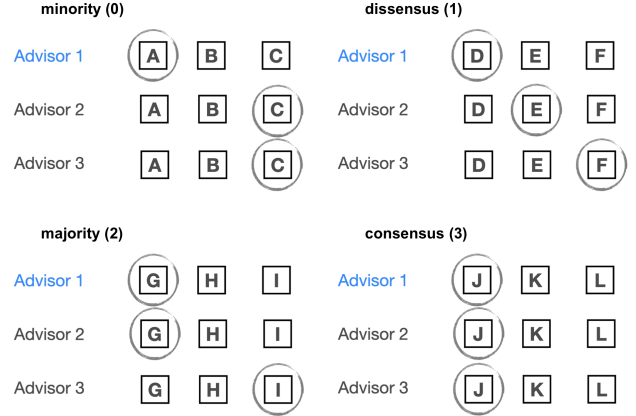 minority (0)
Advisor 1 A B C
Advisor 2 A B C
Advisor 3 A B C
dissensus (1)
Advisor 1 D E F
Advisor 2 D E F
Advisor 3 D E F
majority (2)
Advisor 1 G H I
Advisor 2 G H I
Advisor 3 G H I
consensus (3)
Advisor 1 J K L
Advisor 2 J K L
Advisor 3 J K L